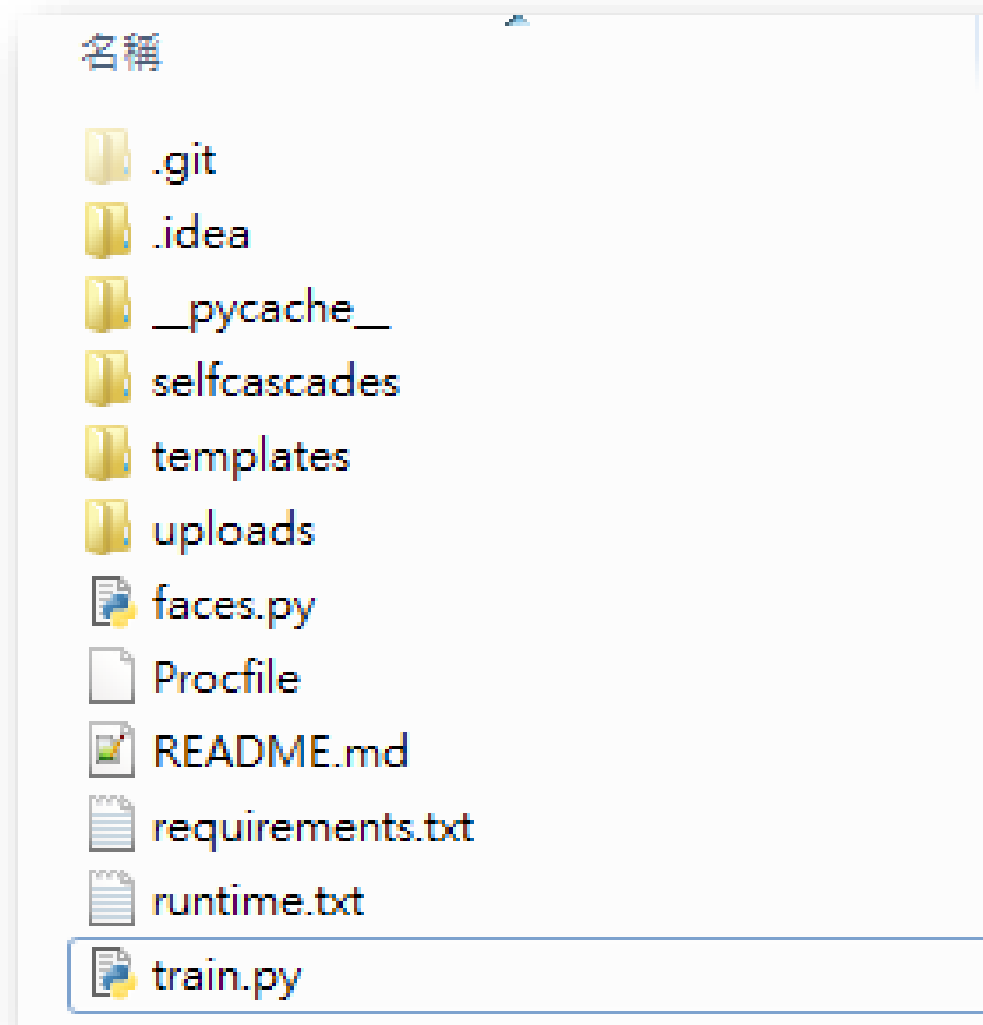 名稱
.git
.idea
__pycache__
selfcascades
templates
uploads
faces.py
Procfile
README.md
requirements.txt
runtime.txt
train.py